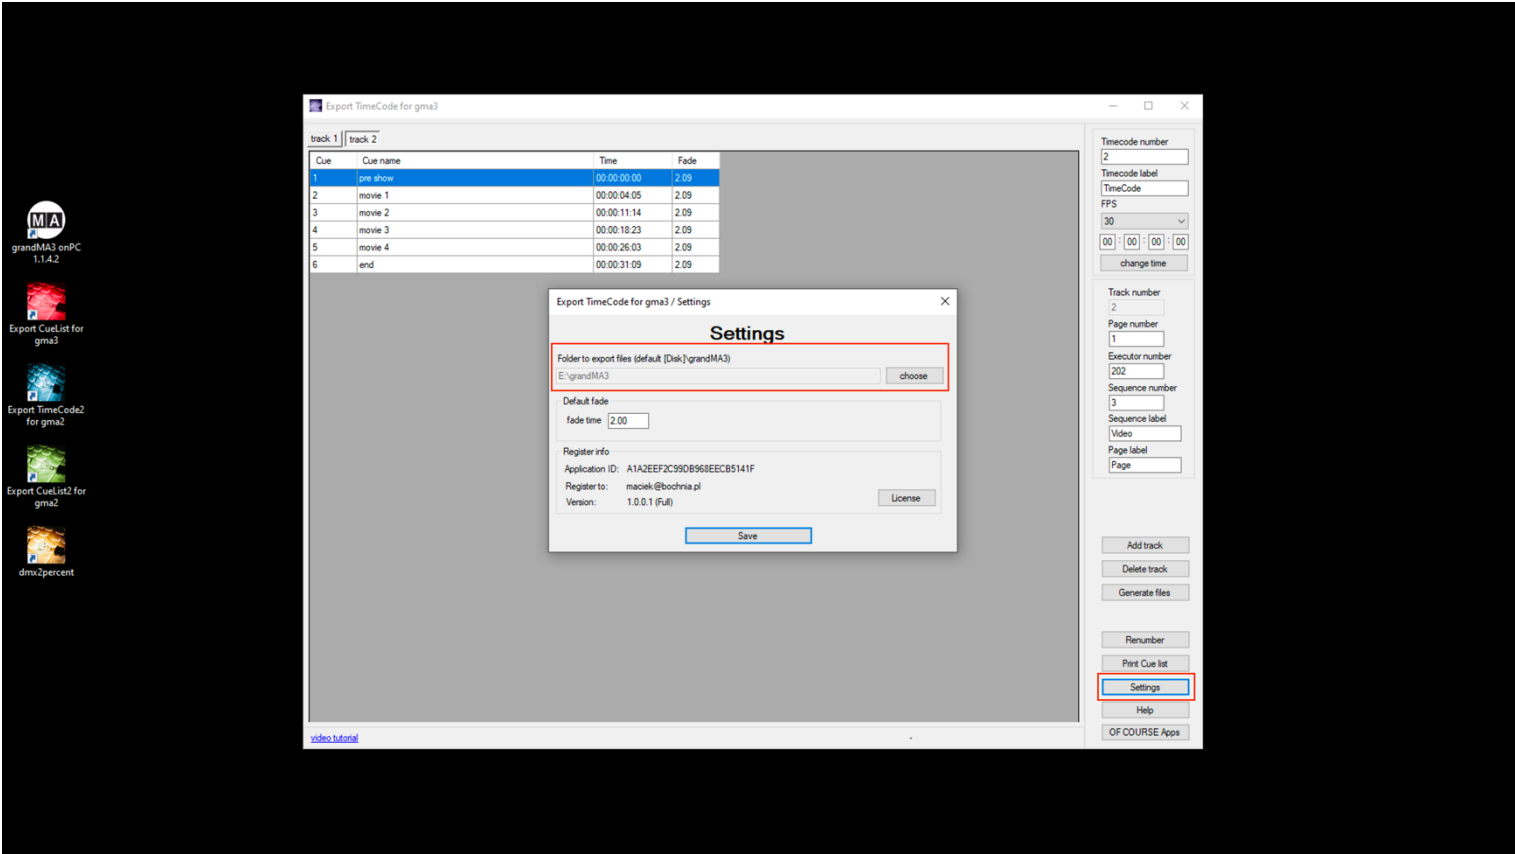 Export TimeCode for gma3
track 1 track 2
Cue Cue name Time Fade
1 pre show 00:00:00:00 2.09
2 movie 1 00:00:04:05 2.09
3 movie 2 00:00:11:14 2.09
4 movie 3 00:00:18:23 2.09
5 movie 4 00:00:26:03 2.09
6 end 00:00:31:09 2.09
MA
grandMA3 onPC
1.1.4.2
Export CueList for
gma3
Export TimeCode2
for gma2
Export CueList2 for
gma2
dmx2percent
Export TimeCode for gma3 / Settings
Settings
Folder to export files (default [Disk]\grandMA3)
E:\grandMA3 choose
Default fade
fade time 2.00
Register info
Application ID: A1A2EEF2C99DB968EECB5141F
Register to: maciek@bochnia.pl
Version: 1.0.0.1 (Full)
License
Save
Timecode number
2
Timecode label
TimeCode
FPS
30
00 : 00 : 00 : 00
change time
Track number
2
Page number
1
Executor number
202
Sequence number
3
Sequence label
Video
Page label
Page
Add track
Delete track
Generate files
Renumber
Print Cue list
Settings
Help
OF COURSE Apps
video tutorial -